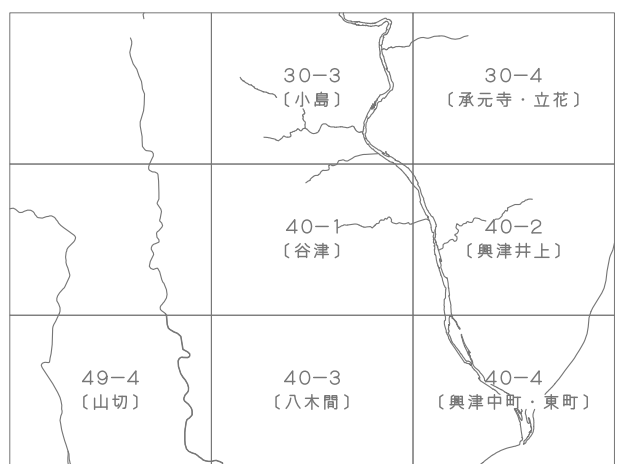 30-3
〔小島〕
30-4
〔承元寺・立花〕
40-1
〔谷津〕
40-2
〔興津井上〕
49-4
〔山切〕
40-3
〔八木間〕
40-4
〔興津中町・東町〕